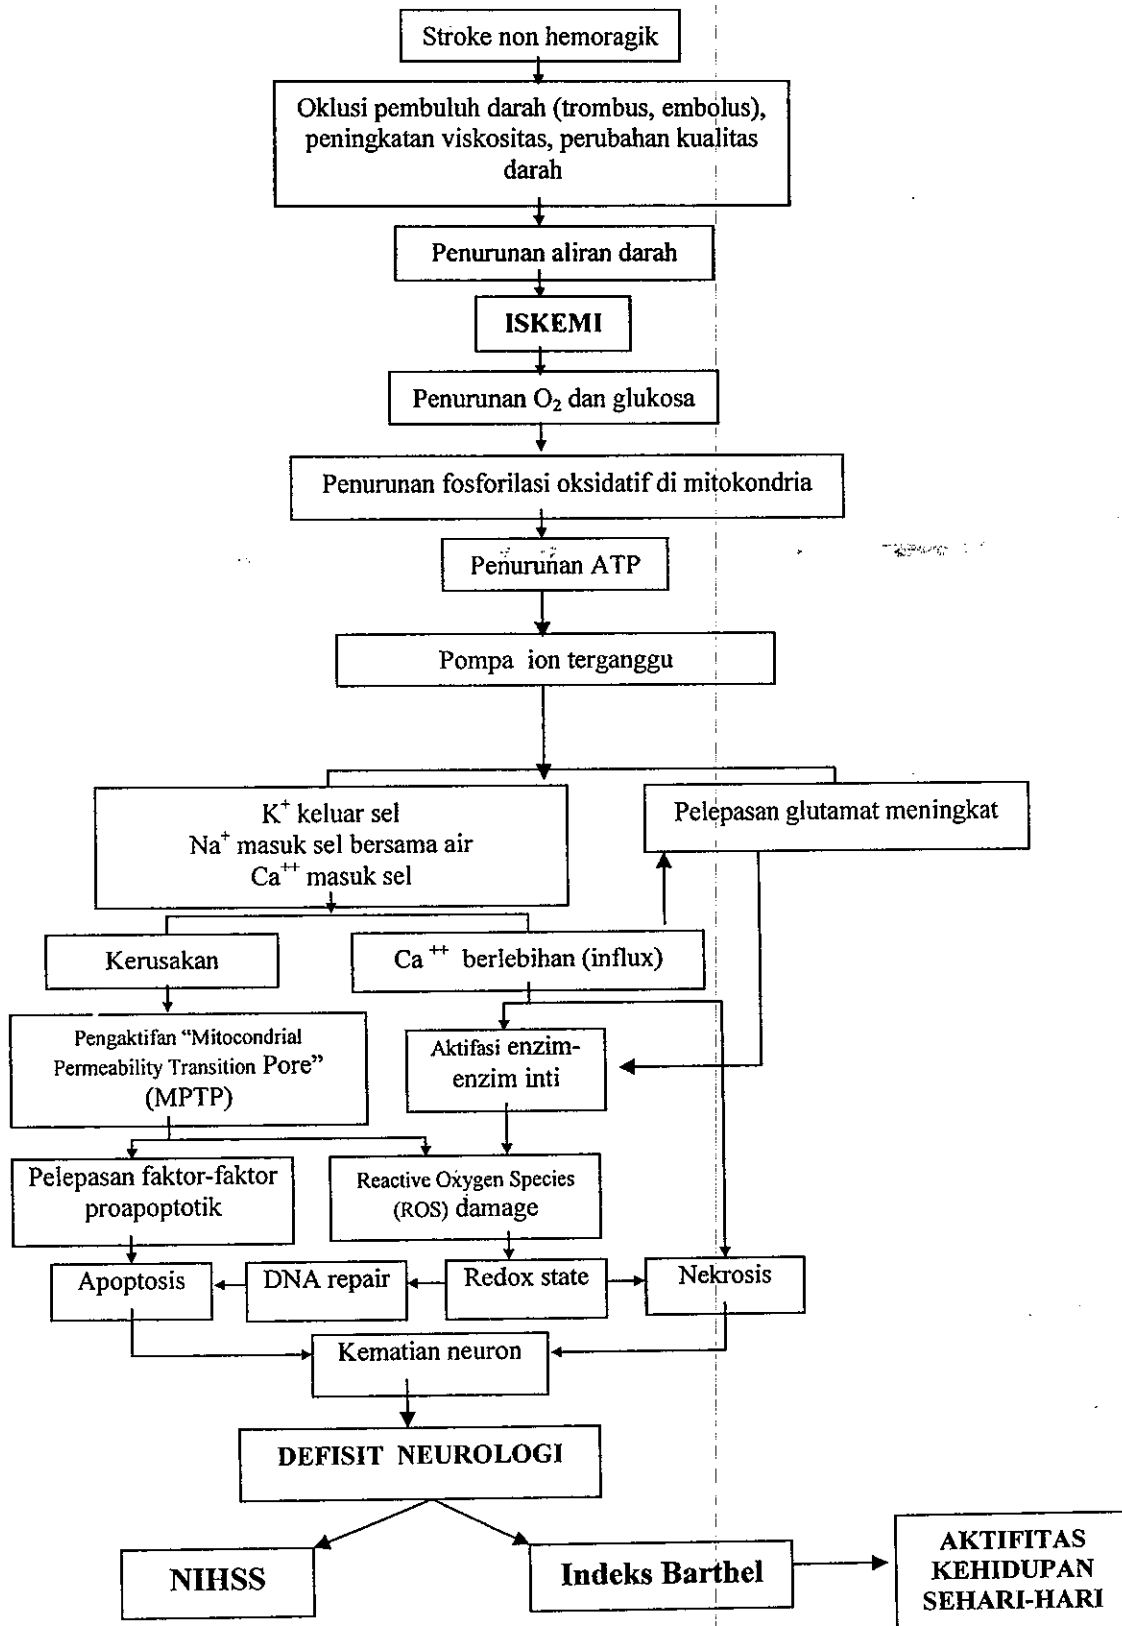 Stroke non hemoragik
Oklusi pembuluh darah (trombus, embolus),
peningkatan viskositas, perubahan kualitas
darah
Penurunan aliran darah
ISKEMI
Penurunan O₂ dan glukosa
Penurunan fosforilasi oksidatif di mitokondria
Penurunan ATP
Pompa ion terganggu
K⁺ keluar sel
Na⁺ masuk sel bersama air
Ca⁺⁺ masuk sel
Pelepasan glutamat meningkat
Kerusakan
Ca ⁺⁺ berlebihan (influx)
Pengaktifan “Mitocondrial
Permeability Transition Pore”
(MPTP)
Aktifasi enzim-
enzim inti
Pelepasan faktor-faktor
proapoptotik
Reactive Oxygen Species
(ROS) damage
Apoptosis
DNA repair
Redox state
Nekrosis
Kematian neuron
DEFISIT NEUROLOGI
NIHSS
Indeks Barthel
AKTIFITAS
KEHIDUPAN
SEHARI-HARI